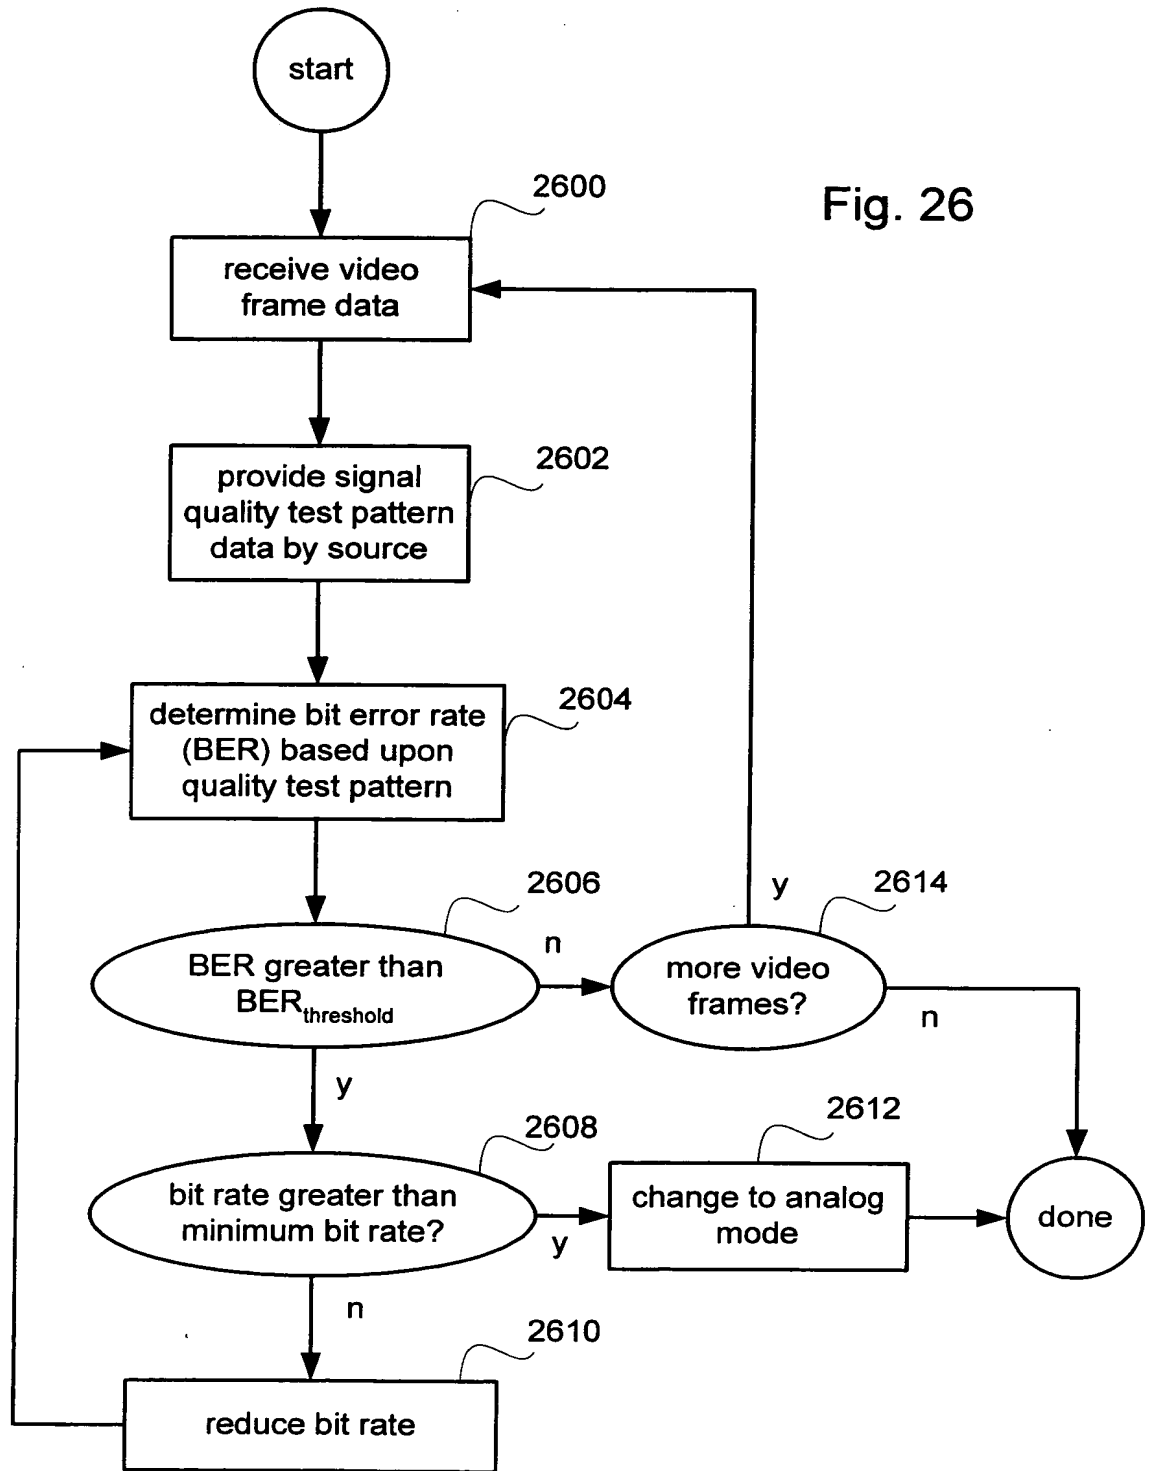 start
2600
Fig. 26
receive video
frame data
2602
provide signal
quality test pattern
data by source
2604
determine bit error rate
(BER) based upon
quality test pattern
2606
BER greater than
BERthreshold
n
y
2614
more video
frames?
y
n
2608
bit rate greater than
minimum bit rate?
y
n
2612
change to analog
mode
done
2610
reduce bit rate